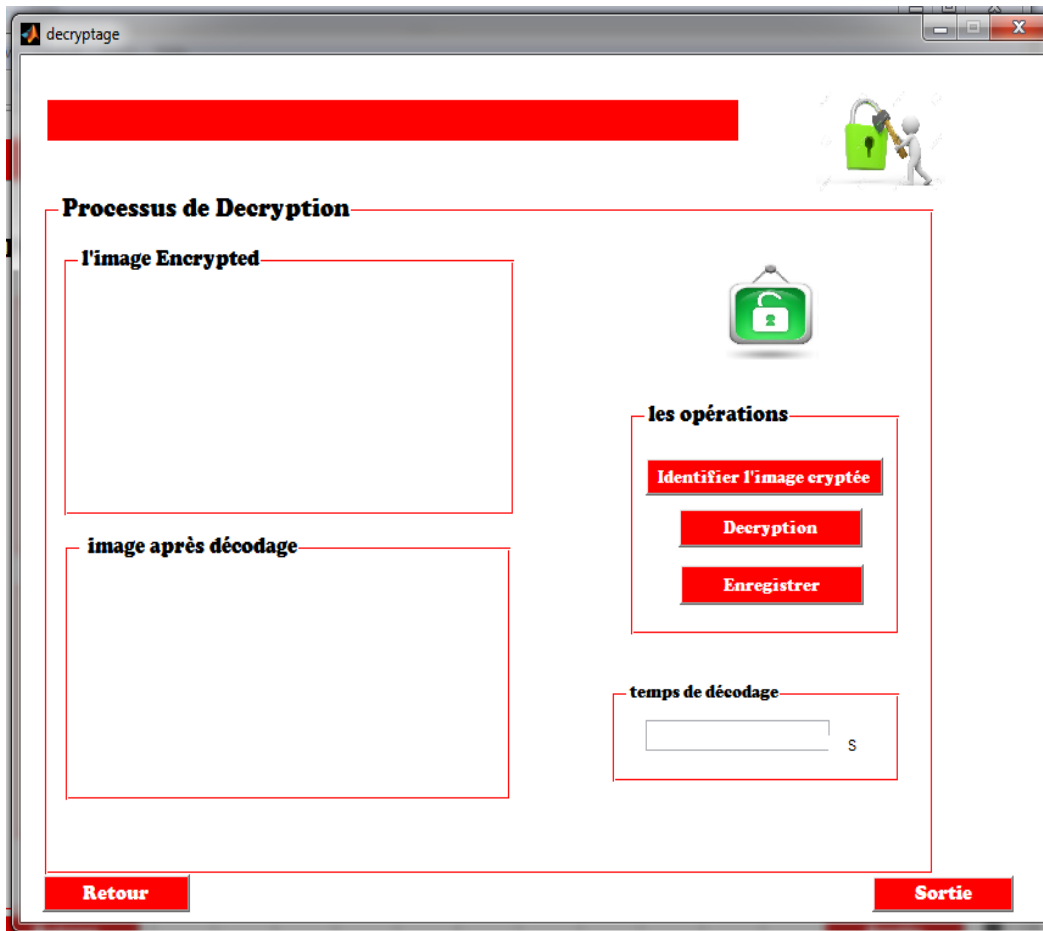 decryptage
Processus de Decryption
l'image Encrypted
les opérations
Identifier l'image cryptée
Decryption
Enregistrer
image après décodage
temps de décodage
S
Retour
Sortie